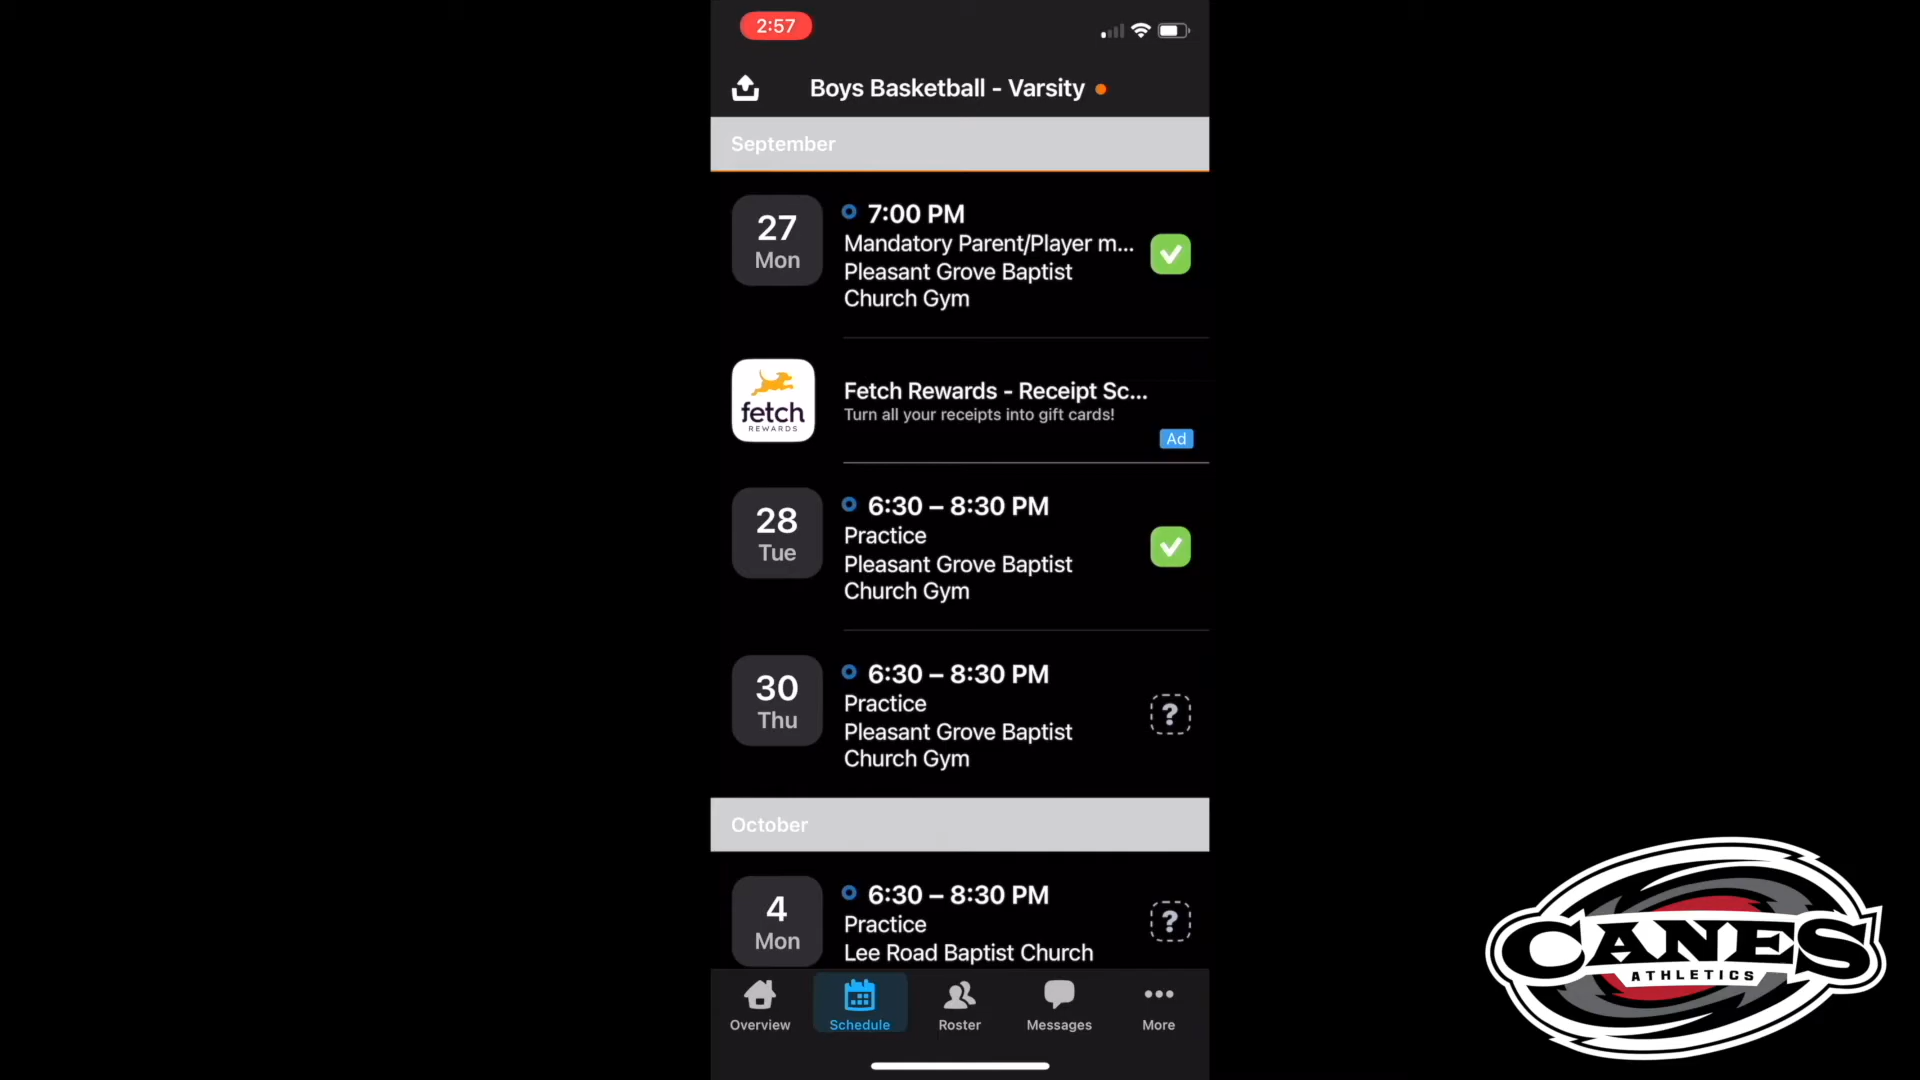 2:57
Boys Basketball - Varsity
September
27
Mon
7:00 PM
Mandatory Parent/Player m...
Pleasant Grove Baptist
Church Gym
fetch
REWARDS
Fetch Rewards - Receipt Sc...
Turn all your receipts into gift cards!
Ad
28
Tue
6:30 – 8:30 PM
Practice
Pleasant Grove Baptist
Church Gym
30
Thu
6:30 – 8:30 PM
Practice
Pleasant Grove Baptist
Church Gym
?
October
4
Mon
6:30 – 8:30 PM
Practice
Lee Road Baptist Church
?
Overview
Schedule
Roster
Messages
More
CANES
ATHLETICS